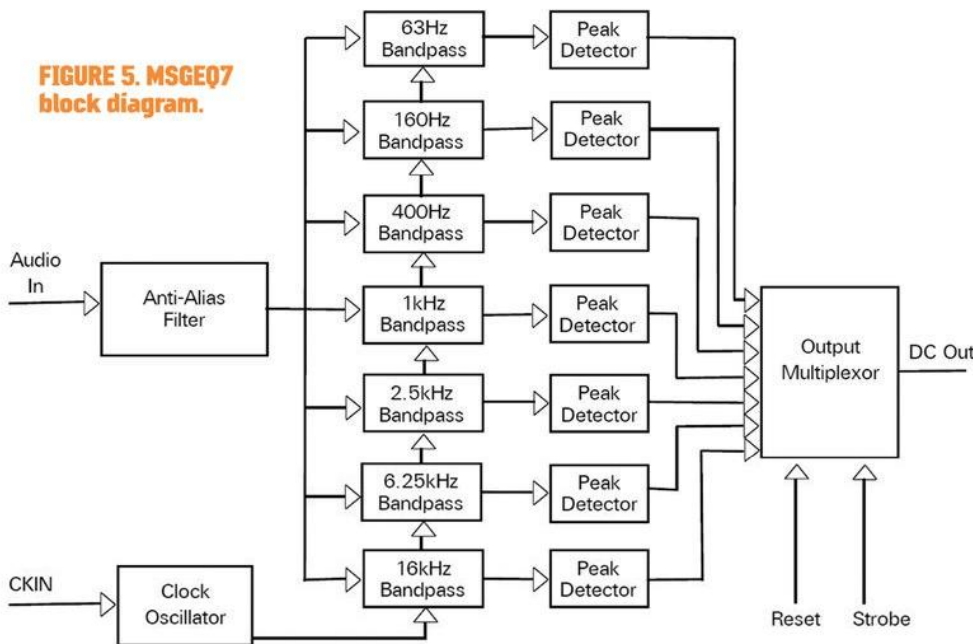 FIGURE 5. MSGEQ7
block diagram.
63Hz
Bandpass
Peak
Detector
160Hz
Bandpass
Peak
Detector
400Hz
Bandpass
Peak
Detector
Audio
In
Anti-Alias
Filter
1kHz
Bandpass
Peak
Detector
Output
Multiplexor
DC Out
2.5kHz
Bandpass
Peak
Detector
6.25kHz
Bandpass
Peak
Detector
16kHz
Bandpass
Peak
Detector
CKIN
Clock
Oscillator
Reset
Strobe